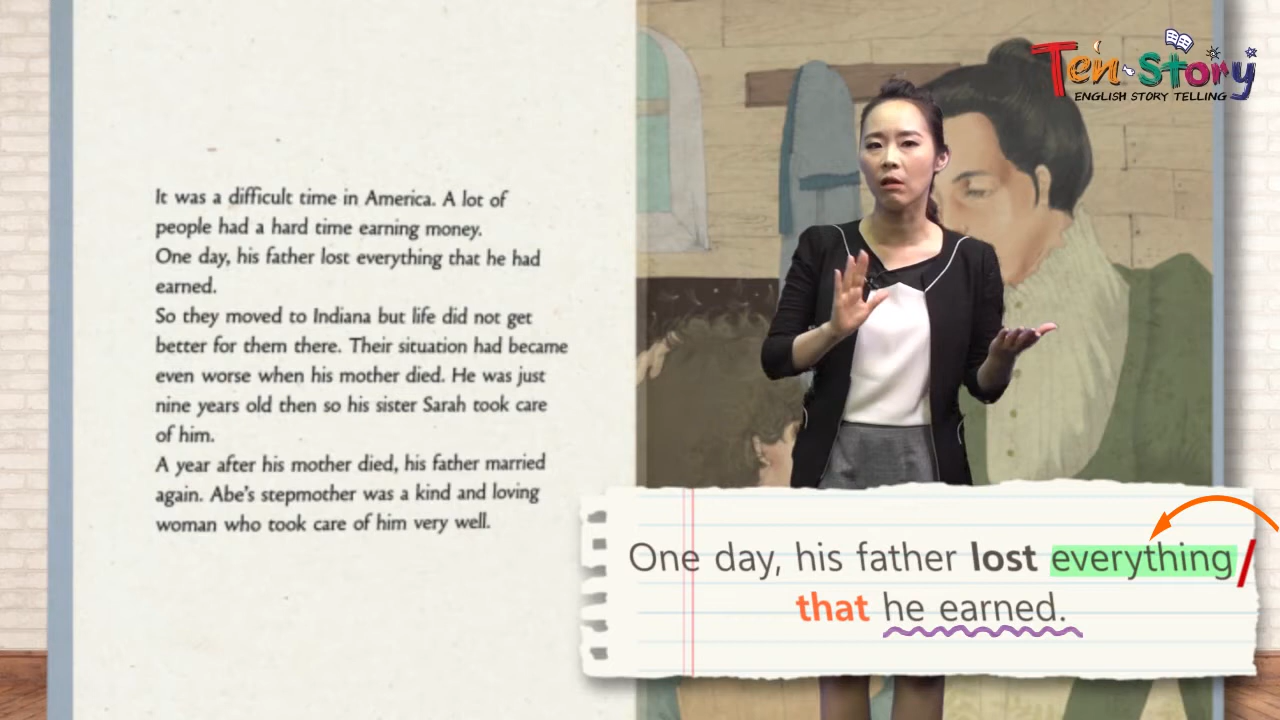 Ten Story
ENGLISH STORY TELLING
It was a difficult time in America. A lot of
people had a hard time earning money.
One day, his father lost everything that he had
earned.
So they moved to Indiana but life did not get
better for them there. Their situation had became
even worse when his mother died. He was just
nine years old then so his sister Sarah took care
of him.
A year after his mother died, his father married
again. Abe's stepmother was a kind and loving
woman who took care of him very well.
One day, his father lost everything /
that he earned.